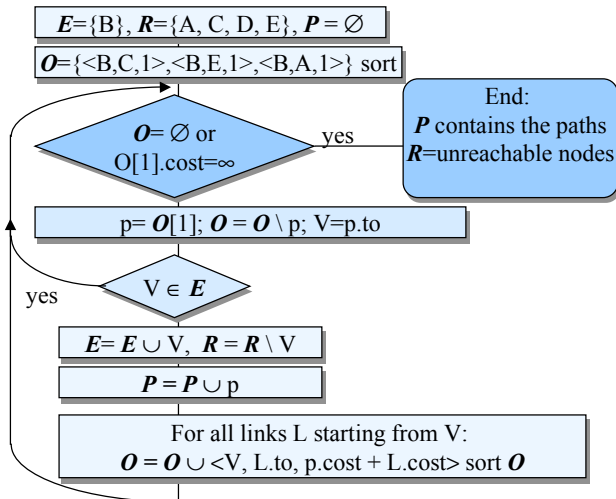 E={B}, R={A, C, D, E}, P = ∅
O={<B,C,1>,<B,E,1>,<B,A,1>} sort
O= ∅ or
O[1].cost=∞
yes
End:
P contains the paths
R=unreachable nodes
p= O[1]; O = O \ p; V=p.to
V ∈ E
yes
E= E ∪ V, R = R \ V
P = P ∪ p
For all links L starting from V:
O = O ∪ <V, L.to, p.cost + L.cost> sort O